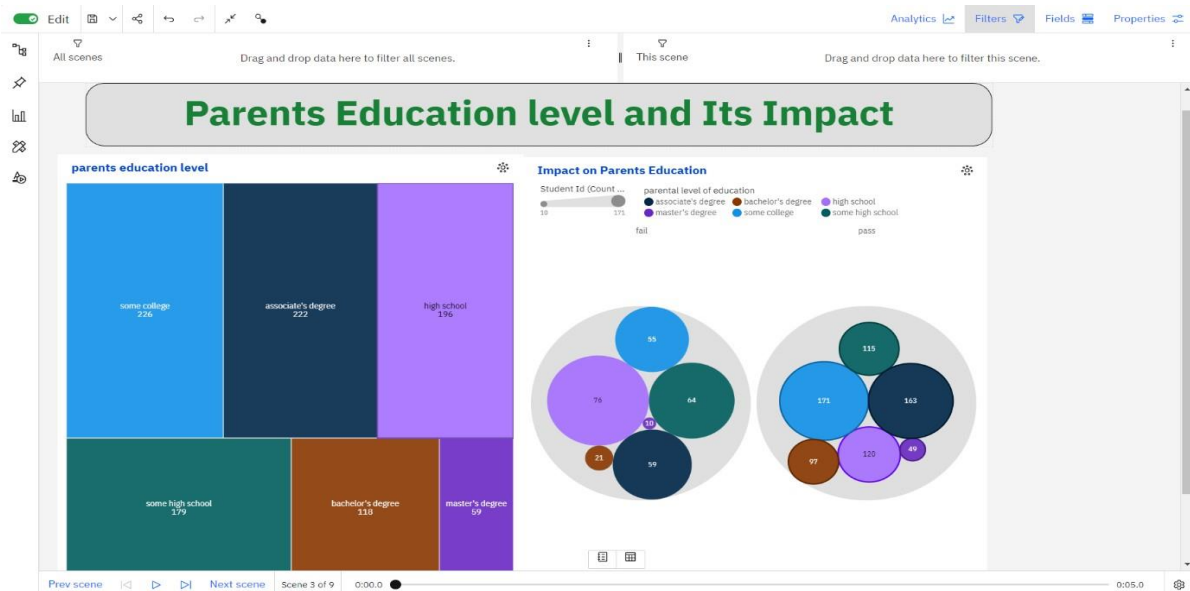 Edit
Analytics
Filters
Fields
Properties
All scenes
Drag and drop data here to filter all scenes.
This scene
Drag and drop data here to filter this scene.
Parents Education level and Its Impact
parents education level
some college
226
associate's degree
222
high school
196
some high school
179
bachelor's degree
118
master's degree
59
Impact on Parents Education
Student Id (Count ...
18
171
parental level of education
associate's degree
bachelor's degree
high school
master's degree
some college
some high school
fail
pass
55
76
64
10
21
59
115
171
163
97
120
49
Prev scene
Next scene
Scene 3 of 9
0:00.0
0:05.0